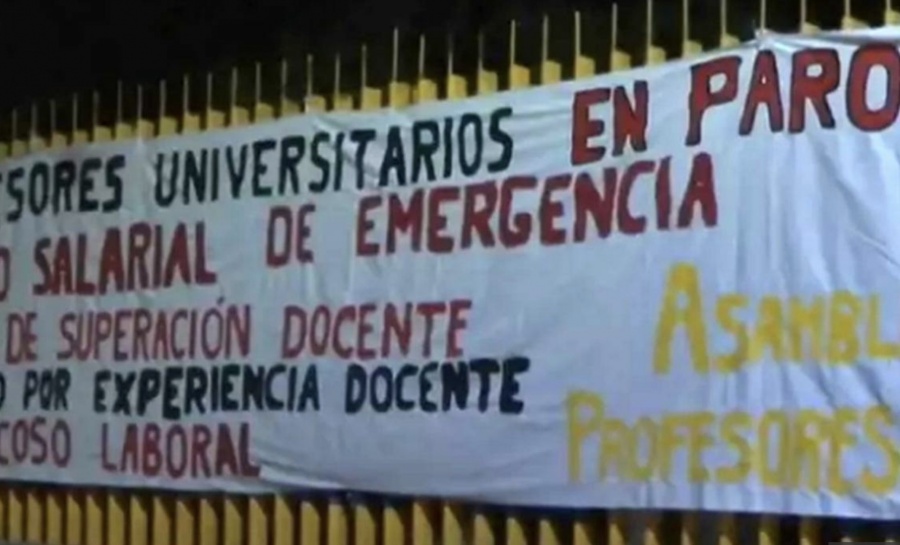 SORES UNIVERSITARIOS EN PARO
O SALARIAL DE EMERGENCIA
DE SUPERACIÓN DOCENTE
O POR EXPERIENCIA DOCENTE
COSO LABORAL
ASAMBL
PROFESORES